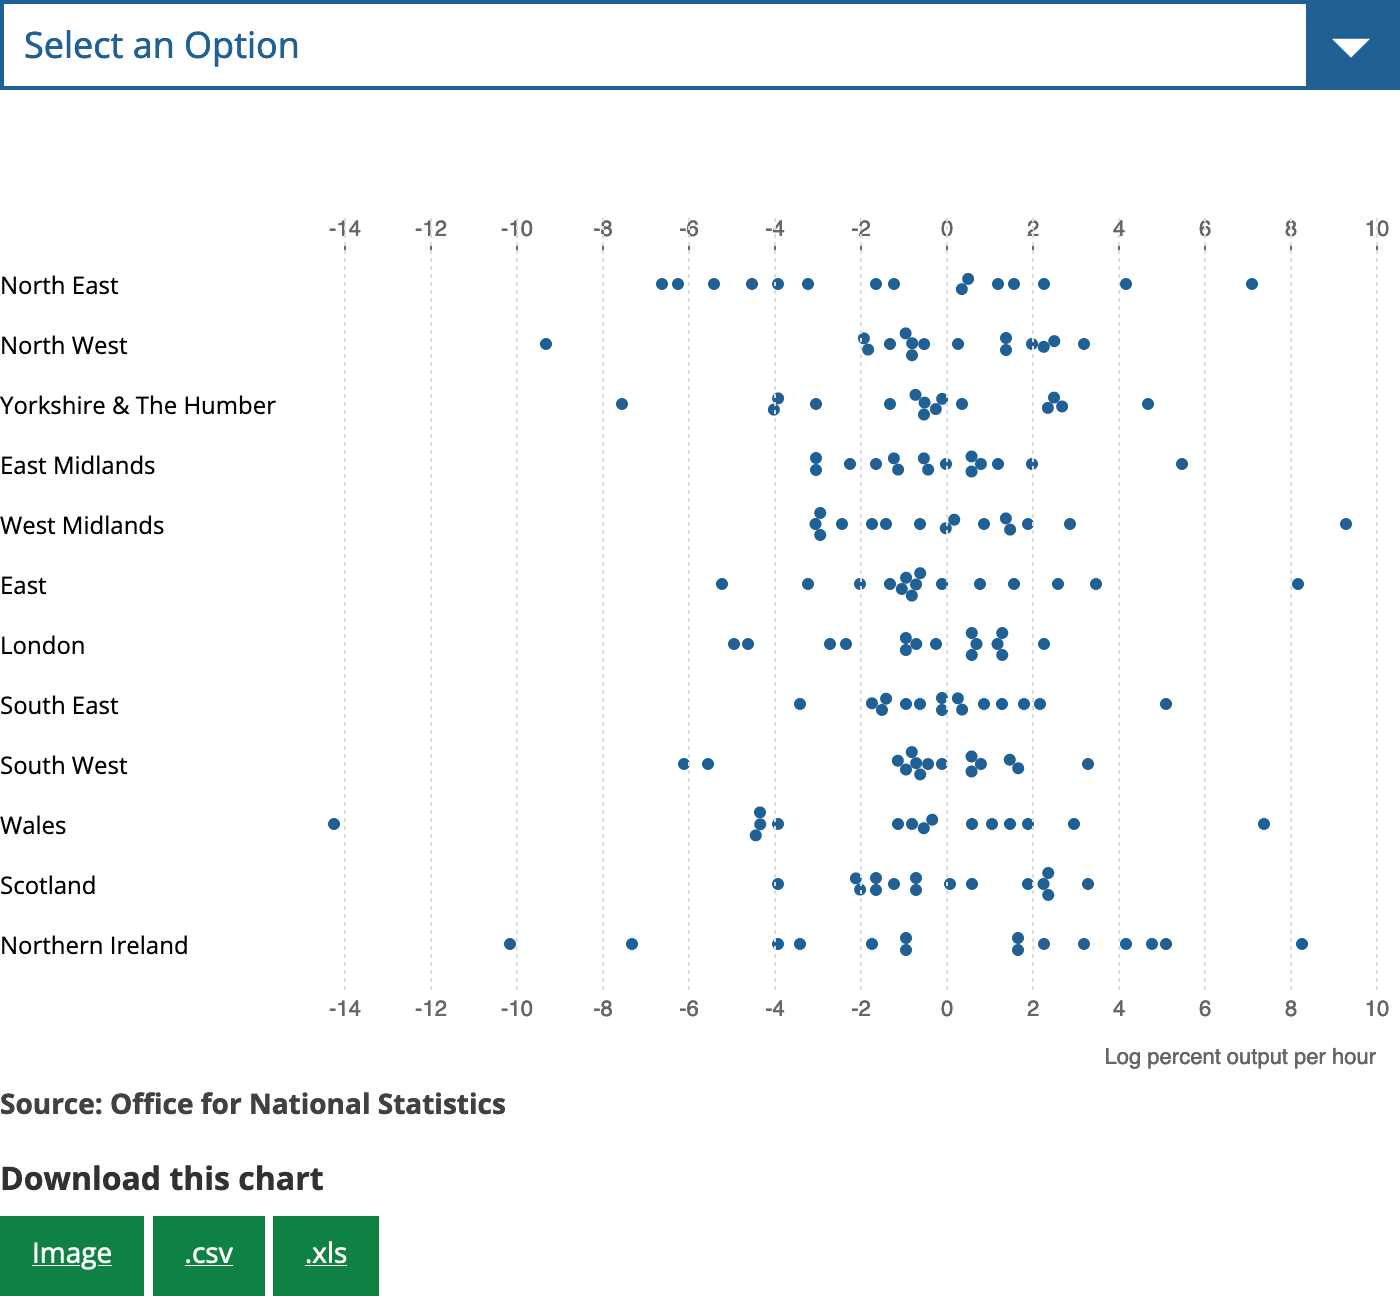 Select an Option
-14 -12 -10 -8 -6 -4 -2 0 2 4 6 8 10
North East
North West
Yorkshire & The Humber
East Midlands
West Midlands
East
London
South East
South West
Wales
Scotland
Northern Ireland
-14 -12 -10 -8 -6 -4 -2 0 2 4 6 8 10
Log percent output per hour
Source: Office for National Statistics
Download this chart
Image .csv .xls